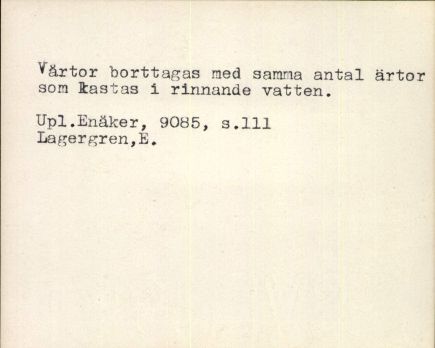 Vårtor borttagas med samma antal ärtor
som kastas i rinnande vatten.
Upl.Enåker, 9085, s.111
Lagergren,E.